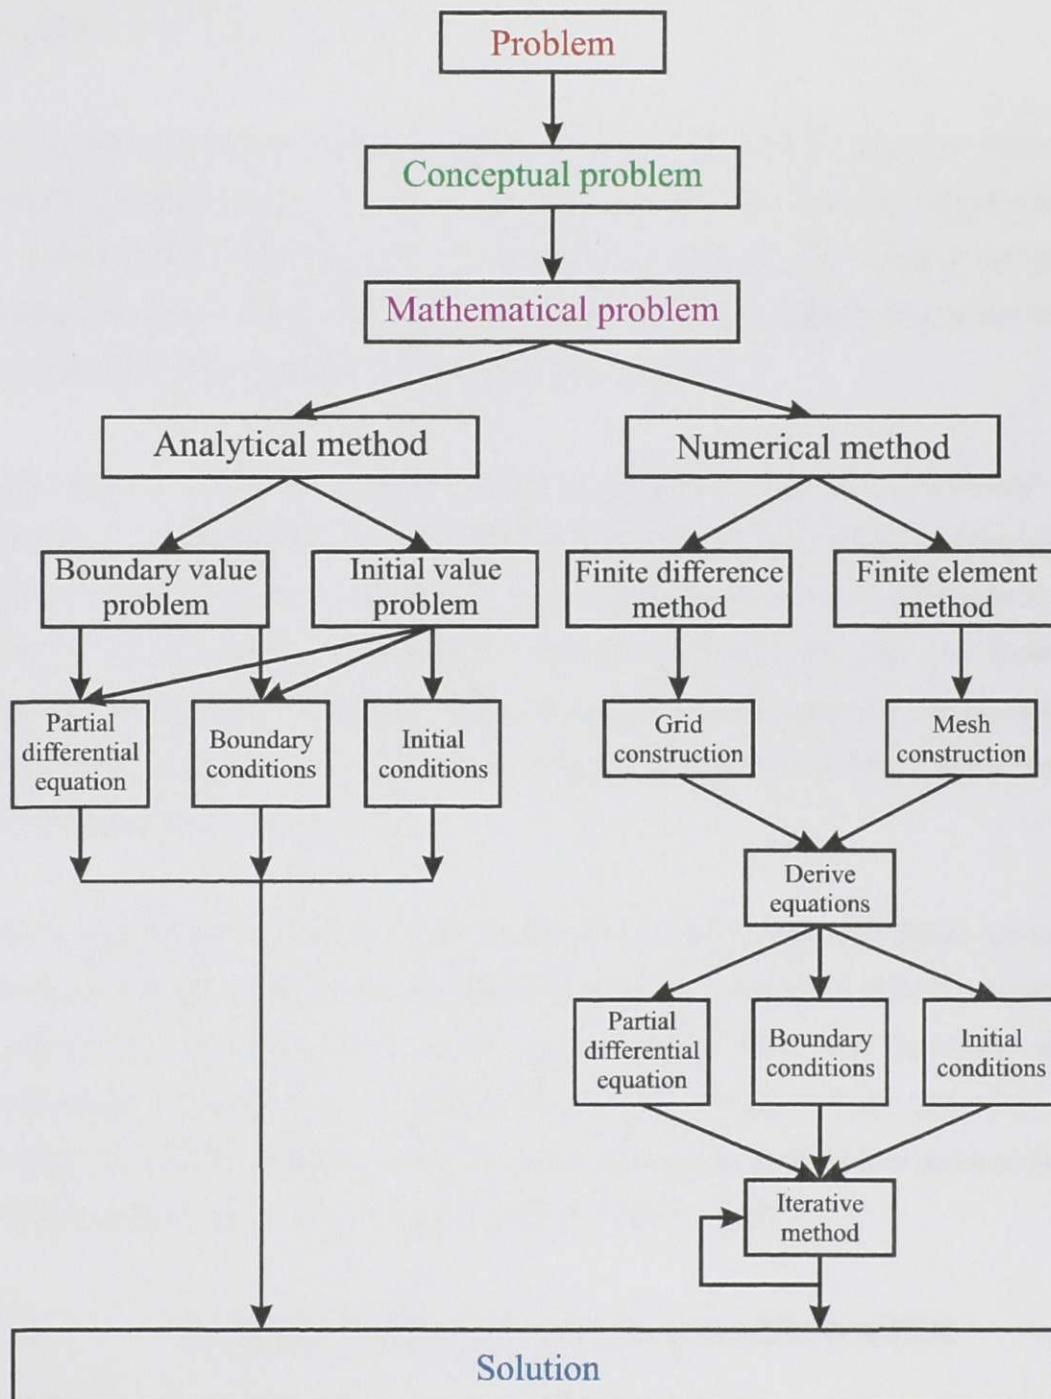 Problem
Conceptual problem
Mathematical problem
Analytical method
Numerical method
Boundary value
problem
Initial value
problem
Finite difference
method
Finite element
method
Partial
differential
equation
Boundary
conditions
Initial
conditions
Grid
construction
Mesh
construction
Derive
equations
Partial
differential
equation
Boundary
conditions
Initial
conditions
Iterative
method
Solution